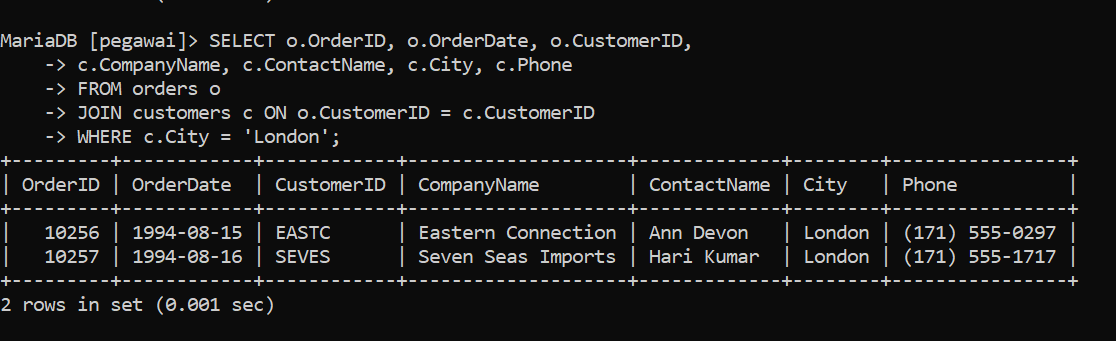 MariaDB [pegawai]> SELECT o.OrderID, o.OrderDate, o.CustomerID,
    -> c.CompanyName, c.ContactName, c.City, c.Phone
    -> FROM orders o
    -> JOIN customers c ON o.CustomerID = c.CustomerID
    -> WHERE c.City = 'London';
+---------+------------+------------+--------------------+-------------+--------+----------------+
| OrderID | OrderDate  | CustomerID | CompanyName        | ContactName | City   | Phone          |
+---------+------------+------------+--------------------+-------------+--------+----------------+
|   10256 | 1994-08-15 | EASTC      | Eastern Connection | Ann Devon   | London | (171) 555-0297 |
|   10257 | 1994-08-16 | SEVES      | Seven Seas Imports | Hari Kumar  | London | (171) 555-1717 |
+---------+------------+------------+--------------------+-------------+--------+----------------+
2 rows in set (0.001 sec)